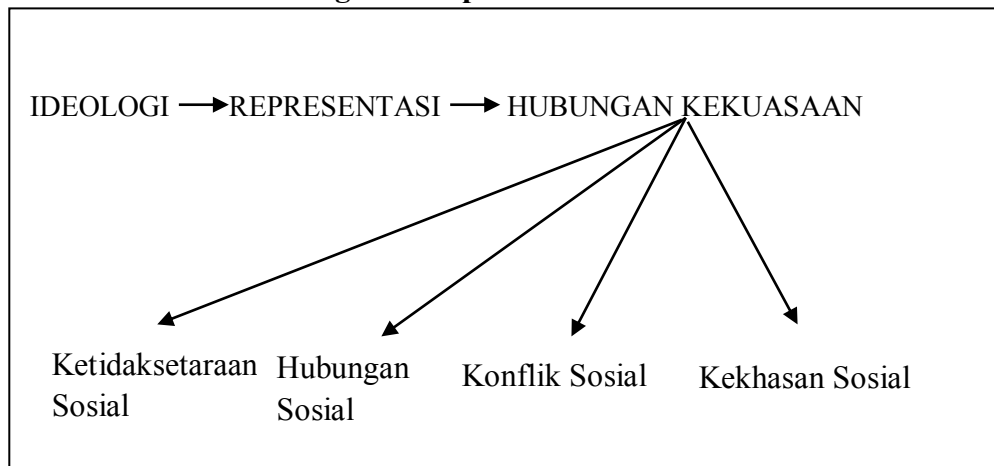 IDEOLOGI REPRESENTASI HUBUNGAN KEKUASAAN
Ketidaksetaraan
Sosial
Hubungan
Sosial
Konflik Sosial
Kekhasan Sosial